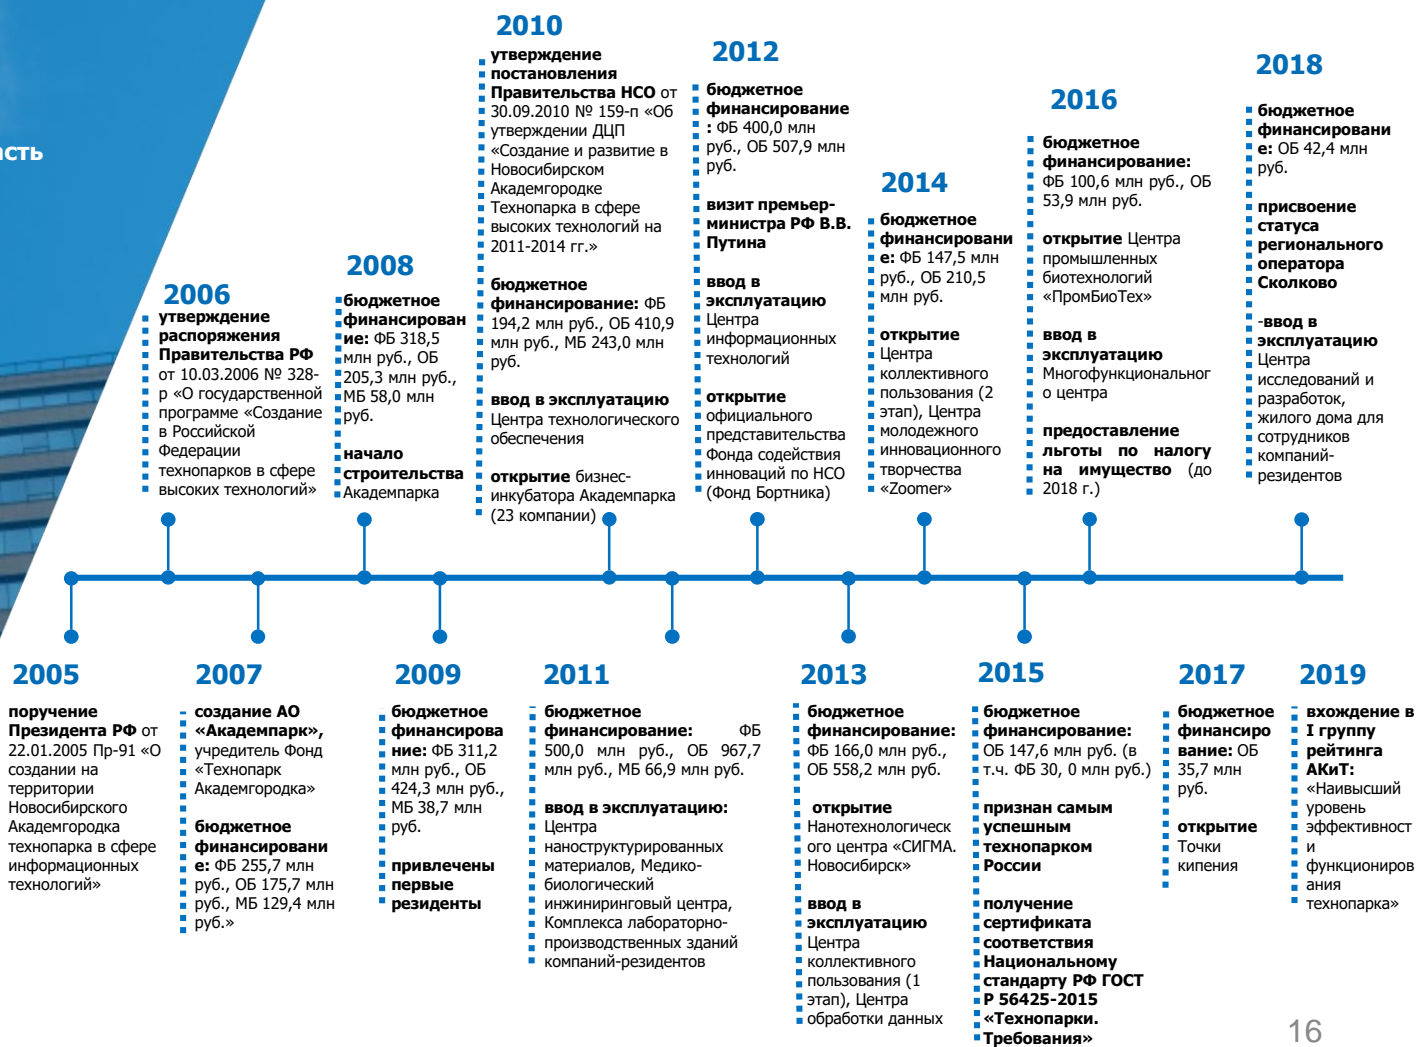 асть
2006
утверждение
распоряжения
Правительства РФ
от 10.03.2006 № 328-
р «О государственной
программе «Создание
в Российской
Федерации
технопарков в сфере
высоких технологий»
2008
бюджетное
финансирован
ие: ФБ 318,5
млн руб., ОБ
205,3 млн руб.,
МБ 58,0 млн
руб.
начало
строительства
Академпарка
2010
утверждение
постановления
Правительства НСО от
30.09.2010 № 159-п «Об
утверждении ДЦП
«Создание и развитие в
Новосибирском
Академгородке
Технопарка в сфере
высоких технологий на
2011-2014 гг.»
бюджетное
финансирование: ФБ
194,2 млн руб., ОБ 410,9
млн руб., МБ 243,0 млн
руб.
ввод в эксплуатацию
Центра технологического
обеспечения
открытие бизнес-
инкубатора Академпарка
(23 компании)
2012
бюджетное
финансирование
: ФБ 400,0 млн
руб., ОБ 507,9 млн
руб.
визит премьер-
министра РФ В.В.
Путина
ввод в
эксплуатацию
Центра
информационных
технологий
открытие
официального
представительства
Фонда содействия
инноваций по НСО
(Фонд Бортника)
2014
бюджетное
финансировани
е: ФБ 147,5 млн
руб., ОБ 210,5
млн руб.
открытие
Центра
коллективного
пользования (2
этап), Центра
молодежного
инновационного
творчества
«Zoomer»
2016
бюджетное
финансирование:
ФБ 100,6 млн руб., ОБ
53,9 млн руб.
открытие Центра
промышленных
биотехнологий
«ПромБиоТех»
ввод в
эксплуатацию
Многофункциональног
о центра
предоставление
льготы по налогу
на имущество (до
2018 г.)
2018
бюджетное
финансировани
е: ОБ 42,4 млн
руб.
присвоение
статуса
регионального
оператора
Сколково
-ввод в
эксплуатацию
Центра
исследований и
разработок,
жилого дома для
сотрудников
компаний-
резидентов
2005
поручение
Президента РФ от
22.01.2005 Пр-91 «О
создании на
территории
Новосибирского
Академгородка
технопарка в сфере
информационных
технологий»
2007
создание АО
«Академпарк»,
учредитель Фонд
«Технопарк
Академгородка»
бюджетное
финансировани
е: ФБ 255,7 млн
руб., ОБ 175,7 млн
руб., МБ 129,4 млн
руб.»
2009
бюджетное
финансирова
ние: ФБ 311,2
млн руб., ОБ
424,3 млн руб.,
МБ 38,7 млн
руб.
привлечены
первые
резиденты
2011
бюджетное
финансирование: ФБ
500,0 млн руб., ОБ 967,7
млн руб., МБ 66,9 млн руб.
ввод в эксплуатацию:
Центра
наноструктурированных
материалов, Медико-
биологический
инжиниринговый центра,
Комплекса лабораторно-
производственных зданий
компаний-резидентов
2013
бюджетное
финансирование:
ФБ 166,0 млн руб.,
ОБ 558,2 млн руб.
открытие
Нанотехнологическ
ого центра «СИГМА.
Новосибирск»
ввод в
эксплуатацию
Центра
коллективного
пользования (1
этап), Центра
обработки данных
2015
бюджетное
финансирование:
ОБ 147,6 млн руб. (в
т.ч. ФБ 30, 0 млн руб.)
признан самым
успешным
технопарком
России
получение
сертификата
соответствия
Национальному
стандарту РФ ГОСТ
Р 56425-2015
«Технопарки.
Требования»
2017
бюджетное
финансиро
вание: ОБ
35,7 млн
руб.
открытие
Точки
кипения
2019
вхождение в
I группу
рейтинга
АКиТ:
«Наивысший
уровень
эффективност
и
функциониров
ания
технопарка»
16